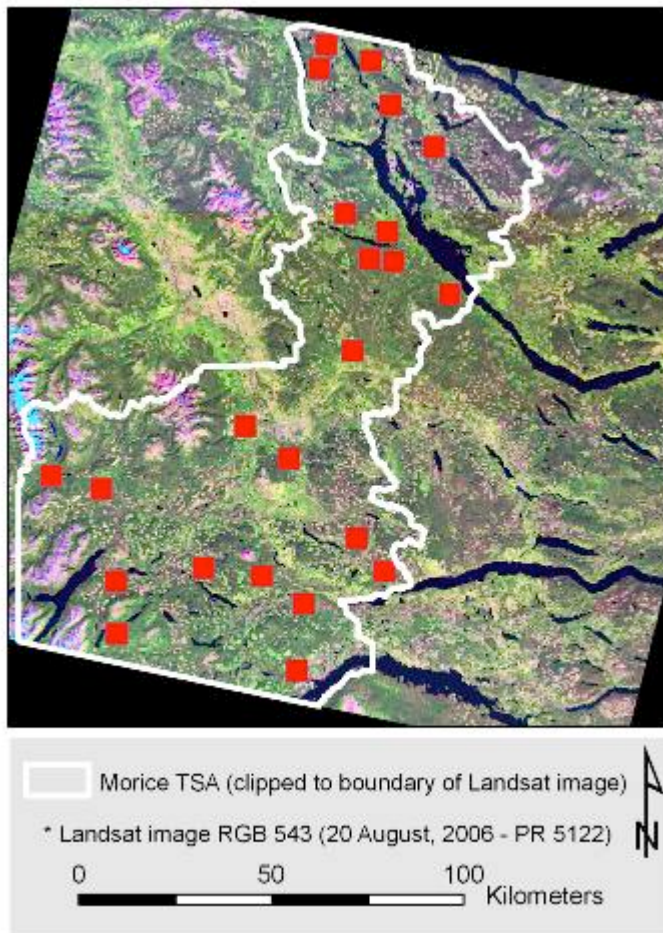 Morice TSA (clipped to boundary of Landsat image)
* Landsat image RGB 543 (20 August, 2006 - PR 5122)
N
0 50 100
Kilometers